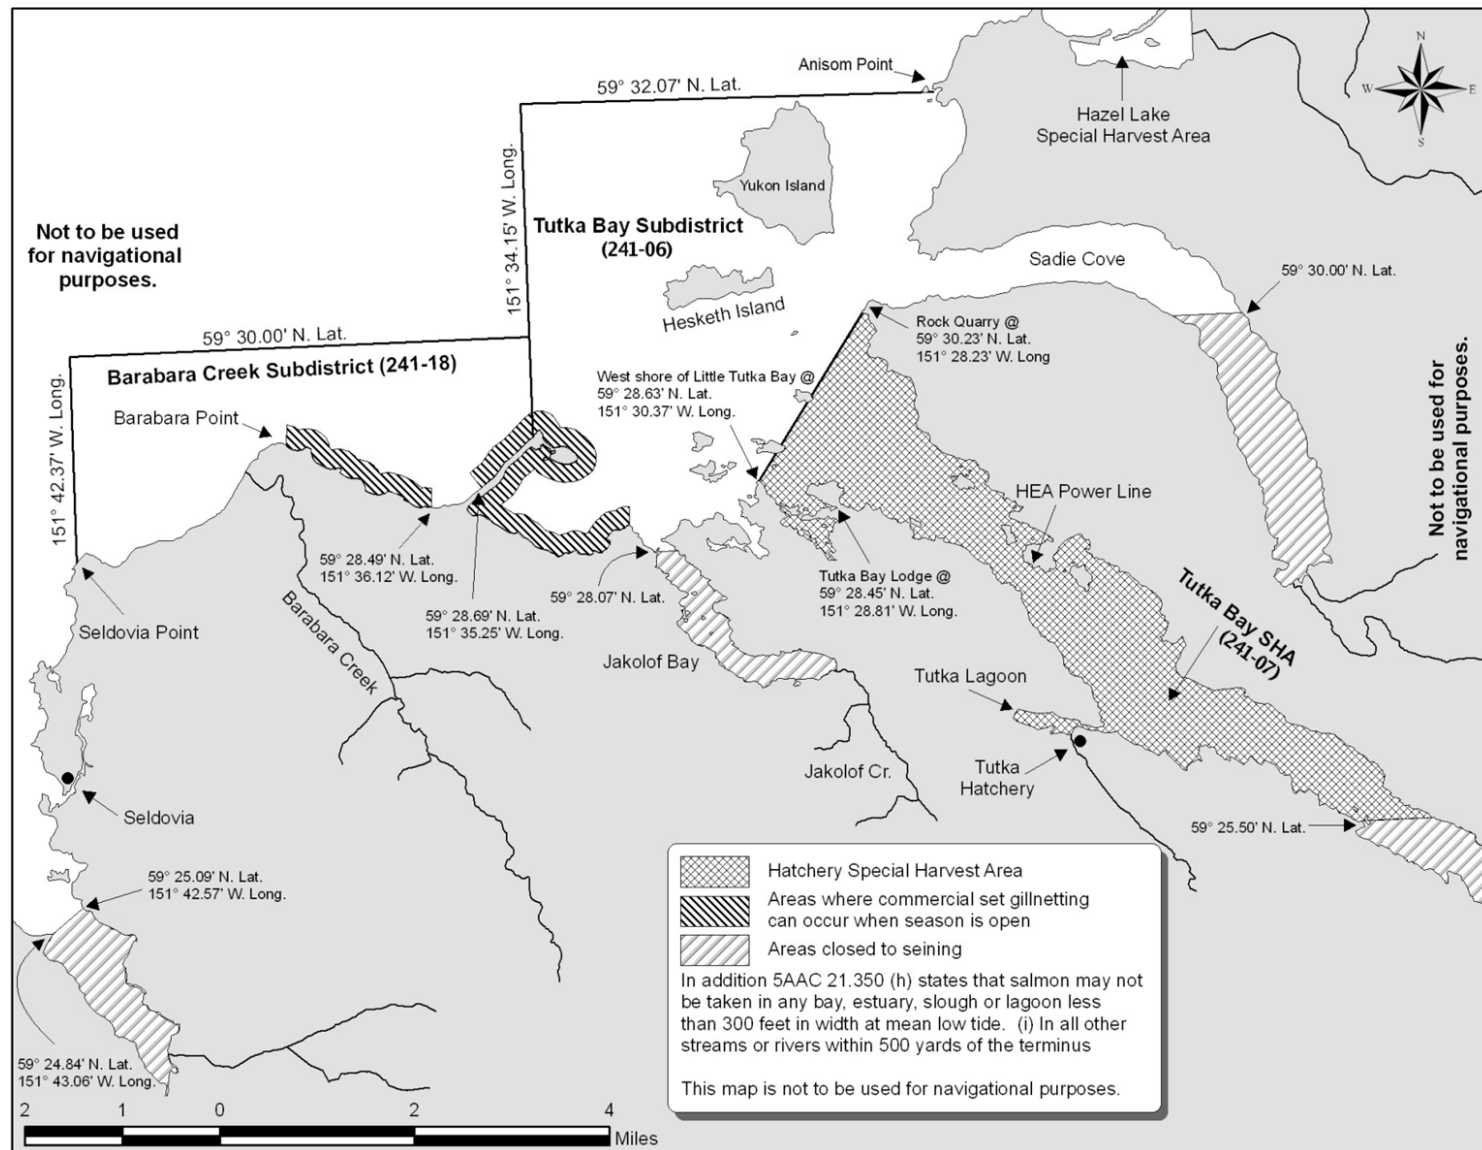 Anisom Point
59° 32.07' N. Lat.
N
W
E
S
Hazel Lake
Special Harvest Area
Yukon Island
151° 34.15' W. Long.
Tutka Bay Subdistrict
(241-06)
Not to be used
for navigational
purposes.
Sadie Cove
59° 30.00' N. Lat.
Hesketh Island
Rock Quarry @
59° 30.23' N. Lat.
151° 28.23' W. Long
59° 30.00' N. Lat.
Barabara Creek Subdistrict (241-18)
151° 42.37' W. Long.
Barabara Point
West shore of Little Tutka Bay @
59° 28.63' N. Lat.
151° 30.37' W. Long.
Not to be used for
navigational purposes.
HEA Power Line
59° 28.49' N. Lat.
151° 36.12' W. Long.
59° 28.69' N. Lat.
151° 35.25' W. Long.
59° 28.07' N. Lat.
Tutka Bay Lodge @
59° 28.45' N. Lat.
151° 28.81' W. Long.
Tutka Bay SHA
(241-07)
Seldovia Point
Barabara Creek
Jakolof Bay
Tutka Lagoon
Jakolof Cr.
Tutka
Hatchery
Seldovia
59° 25.50' N. Lat.
59° 25.09' N. Lat.
151° 42.57' W. Long.
Hatchery Special Harvest Area
Areas where commercial set gillnetting
can occur when season is open
Areas closed to seining
In addition 5AAC 21.350 (h) states that salmon may not
be taken in any bay, estuary, slough or lagoon less
than 300 feet in width at mean low tide.  (i) In all other
streams or rivers within 500 yards of the terminus
This map is not to be used for navigational purposes.
59° 24.84' N. Lat.
151° 43.06' W. Long.
2 1 0 2 4
Miles